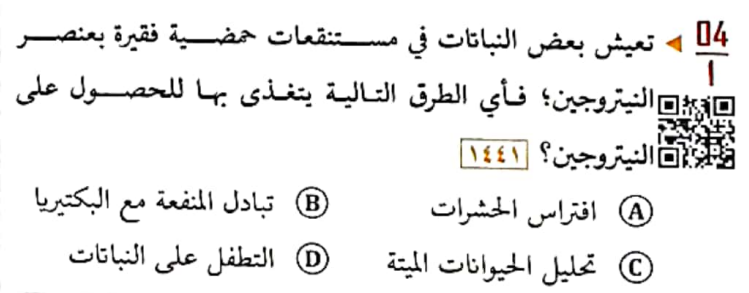 04
1
تعيش بعض النباتات في مستنقعات حمضية فقيرة بعنصر
النيتروجين؛ فأي الطرق التالية يتغذى بها للحصول على
النيتروجين؟ ١٤٤١
A افتراس الحشرات B تبادل المنفعة مع البكتيريا
C تحليل الحيوانات الميتة D التطفل على النباتات